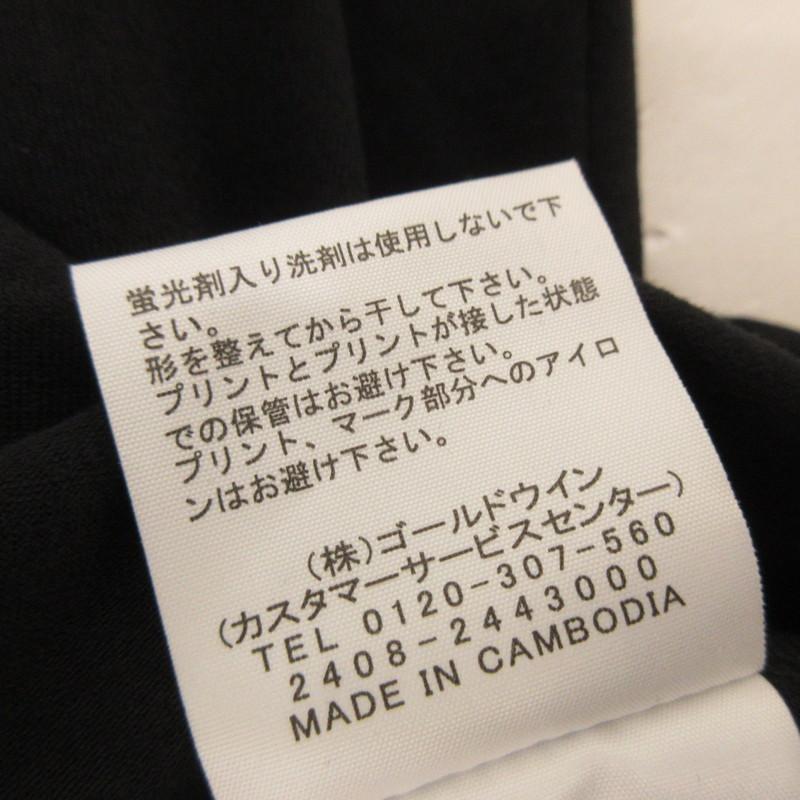 蛍光剤入り洗剤は使用しないで下
さい。
形を整えてから干して下さい。
プリントとプリントが接した状態
での保管はお避け下さい。
プリント、マーク部分へのアイロ
ンはお避け下さい。
(株)ゴールドウイン
(カスタマーサービスセンター)
TEL 0120-307-560
2408-2443000
MADE IN CAMBODIA